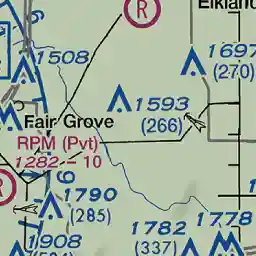 Elkland
R
1508
1697
(270)
1593
(266)
Fair Grove
RPM (Pvt)
1282 - 10
R
1790
(285)
1908
1782
(337)
1778